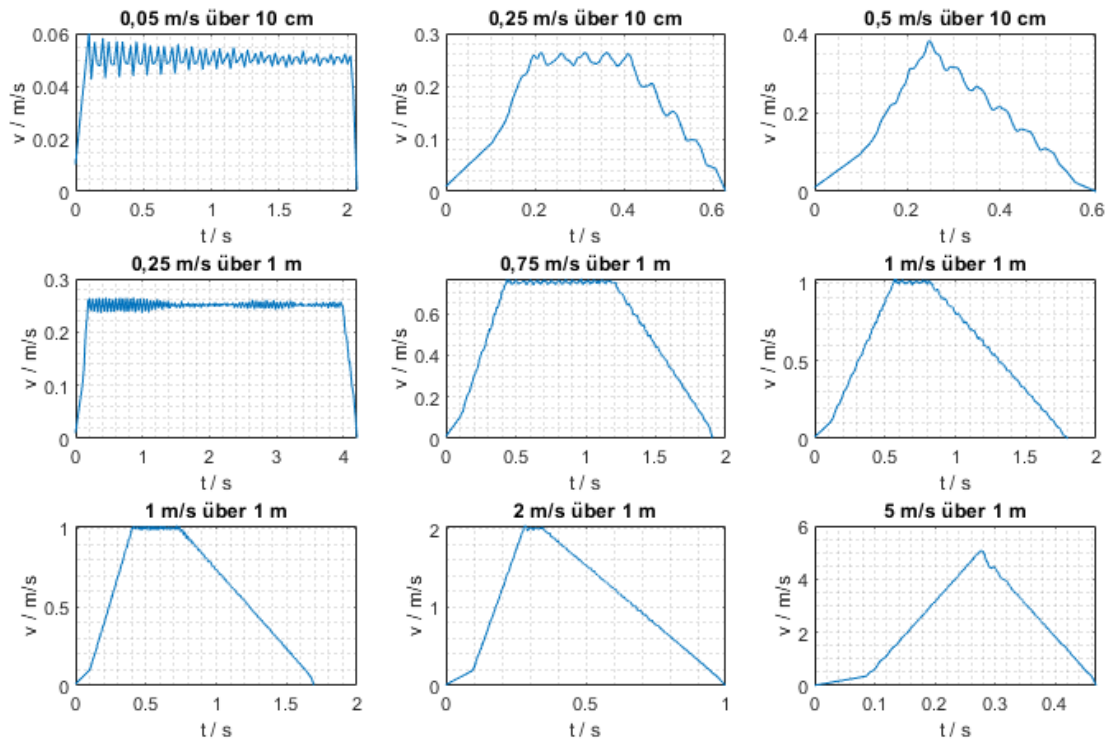 0,05 m/s über 10 cm
0.06
0.04
0.02
0
v / m/s
0 0.5 1 1.5 2
t / s
0,25 m/s über 10 cm
0.3
0.2
0.1
0
v / m/s
0 0.2 0.4 0.6
t / s
0,5 m/s über 10 cm
0.4
0.2
0
v / m/s
0 0.2 0.4 0.6
t / s
0,25 m/s über 1 m
0.3
0.2
0.1
0
v / m/s
0 1 2 3 4
t / s
0,75 m/s über 1 m
0.6
0.4
0.2
0
v / m/s
0 0.5 1 1.5 2
t / s
1 m/s über 1 m
1
0.5
0
v / m/s
0 0.5 1 1.5 2
t / s
1 m/s über 1 m
1
0.5
0
v / m/s
0 0.5 1 1.5 2
t / s
2 m/s über 1 m
2
1
0
v / m/s
0 0.5 1
t / s
5 m/s über 1 m
6
4
2
0
v / m/s
0 0.1 0.2 0.3 0.4
t / s